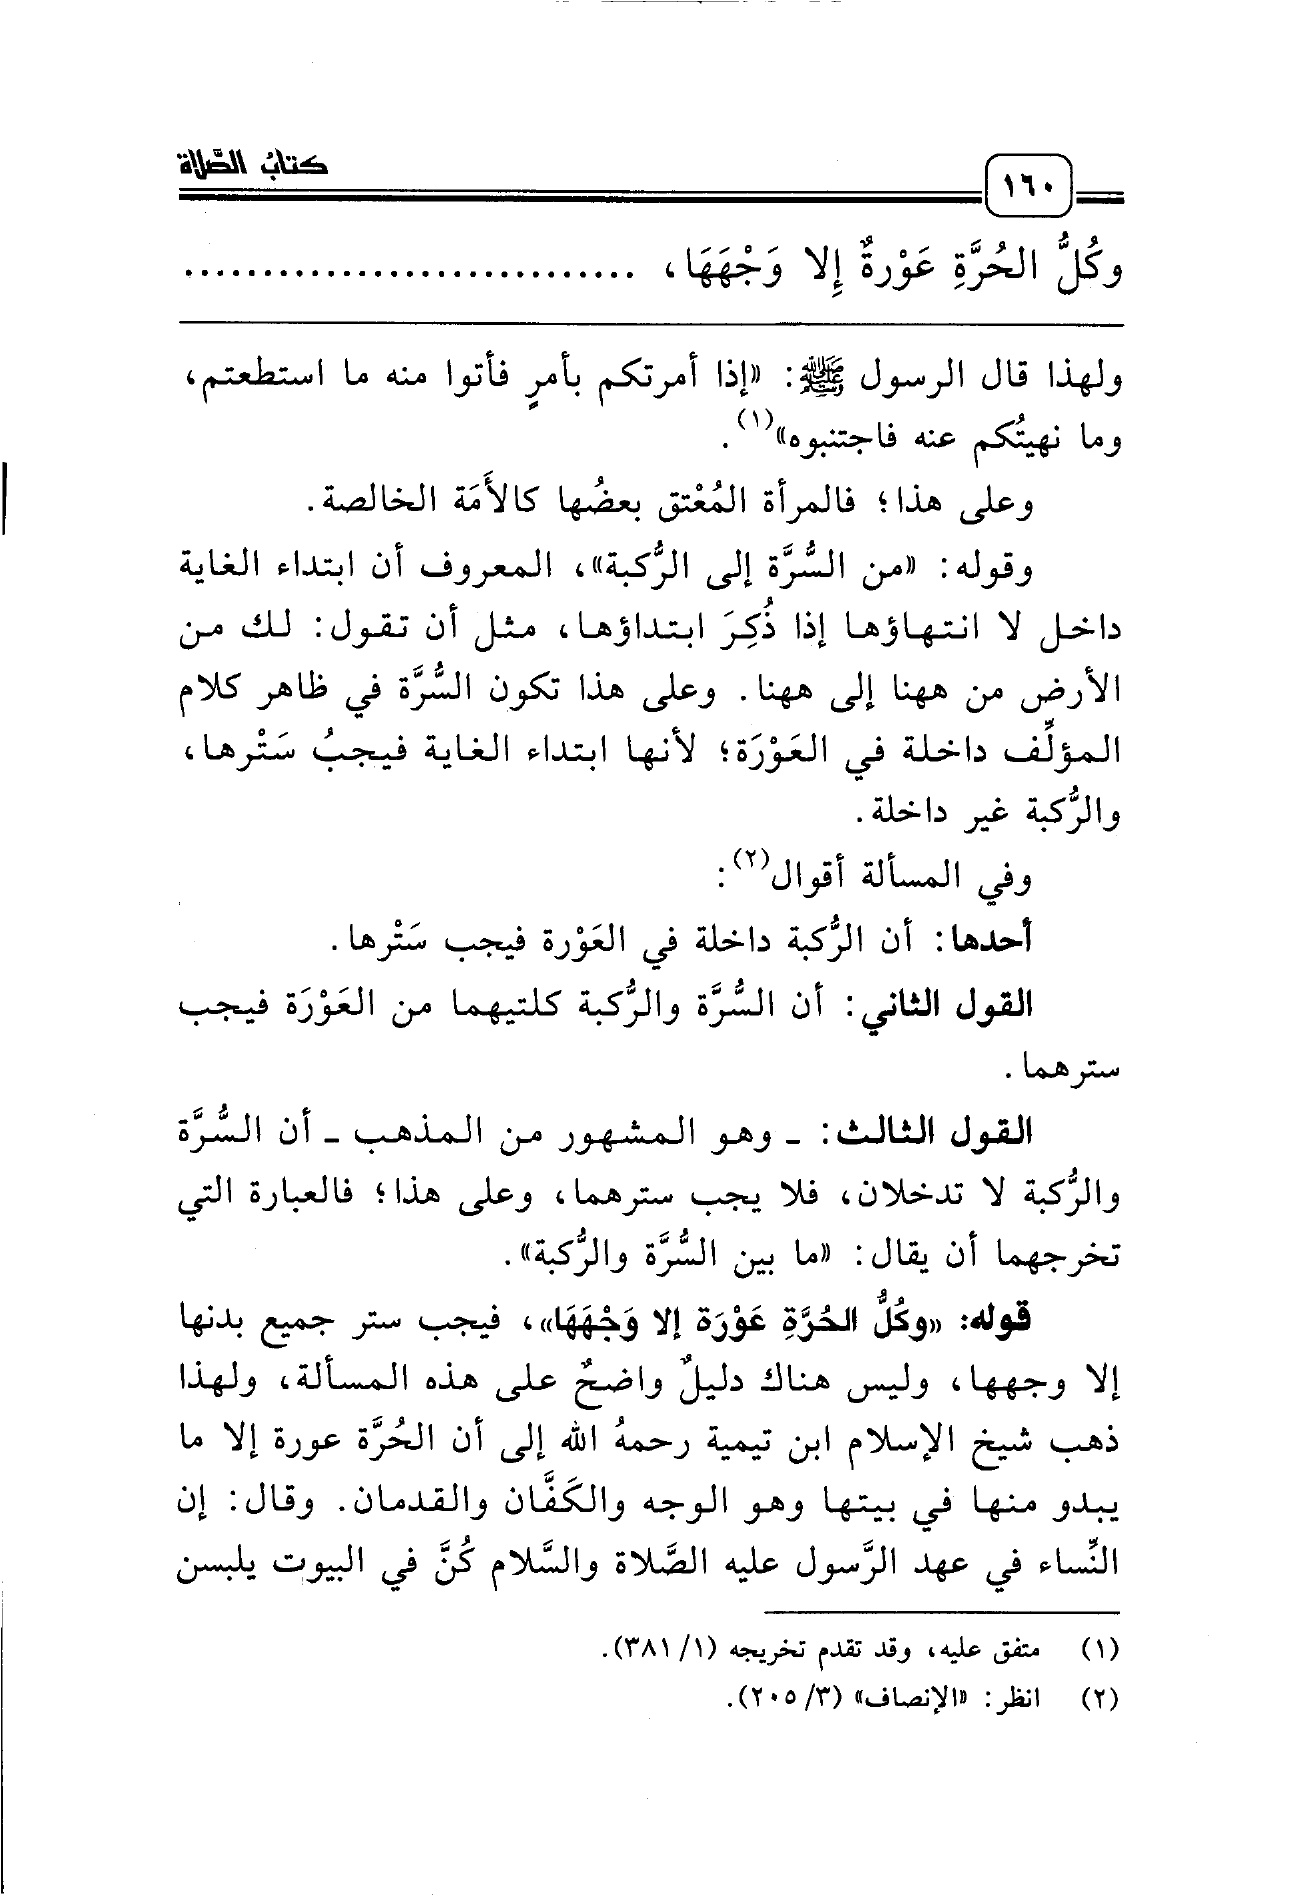 كتابُ الصَّلاة
١٦٠
وكُلُّ الحُرَّةِ عَوْرةٌ إِلا وَجْهَهَا، ..............................
ولهذا قال الرسول ﷺ: «إذا أمرتكم بأمرٍ فأتوا منه ما استطعتم،
وما نهيتُكم عنه فاجتنبوه»(١).
وعلى هذا؛ فالمرأة المُعْتق بعضُها كالأَمَة الخالصة.
وقوله: «من السُّرَّة إلى الرُّكبة»، المعروف أن ابتداء الغاية
داخل لا انتهاؤها إذا ذُكِرَ ابتداؤها، مثل أن تقول: لك من
الأرض من ههنا إلى ههنا. وعلى هذا تكون السُّرَّة في ظاهر كلام
المؤلِّف داخلة في العَوْرَة؛ لأنها ابتداء الغاية فيجبُ سَتْرها،
والرُّكبة غير داخلة.
وفي المسألة أقوال(٢):
أحدها: أن الرُّكبة داخلة في العَوْرة فيجب سَتْرها.
القول الثاني: أن السُّرَّة والرُّكبة كلتيهما من العَوْرَة فيجب
سترهما.
القول الثالث: ـ وهو المشهور من المذهب ـ أن السُّرَّة
والرُّكبة لا تدخلان، فلا يجب سترهما، وعلى هذا؛ فالعبارة التي
تخرجهما أن يقال: «ما بين السُّرَّة والرُّكبة».
قوله: «وكُلُّ الحُرَّةِ عَوْرَة إلا وَجْهَهَا»، فيجب ستر جميع بدنها
إلا وجهها، وليس هناك دليلٌ واضحٌ على هذه المسألة، ولهذا
ذهب شيخ الإسلام ابن تيمية رحمهُ الله إلى أن الحُرَّة عورة إلا ما
يبدو منها في بيتها وهو الوجه والكَفَّان والقدمان. وقال: إن
النِّساء في عهد الرَّسول عليه الصَّلاة والسَّلام كُنَّ في البيوت يلبسن
(١) متفق عليه، وقد تقدم تخريجه (١/ ٣٨١).
(٢) انظر: «الإنصاف» (٣/ ٢٠٥).